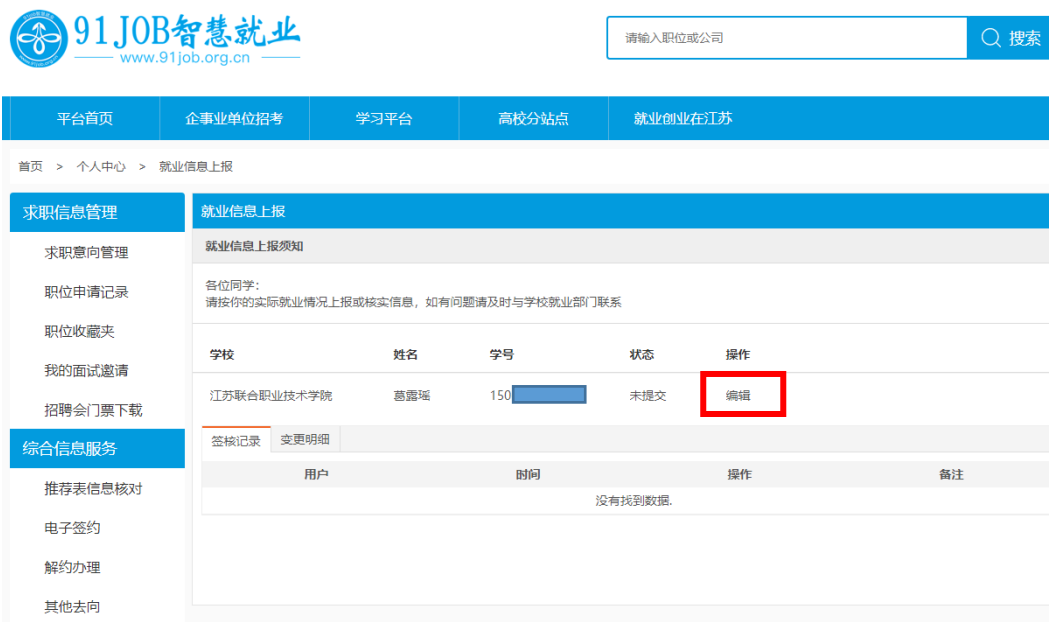 91JOB智慧就业
www.91job.org.cn
请输入职位或公司
搜索
平台首页 企事业单位招考 学习平台 高校分站点 就业创业在江苏
首页 > 个人中心 > 就业信息上报
求职信息管理
求职意向管理
职位申请记录
职位收藏夹
我的面试邀请
招聘会门票下载
综合信息服务
推荐表信息核对
电子签约
解约办理
其他去向
就业信息上报
就业信息上报须知
各位同学：
请按你的实际就业情况上报或核实信息，如有问题请及时与学校就业部门联系
学校 姓名 学号 状态 操作
江苏联合职业技术学院 葛露瑶 150 未提交 编辑
签核记录 变更明细
用户 时间 操作 备注
没有找到数据.